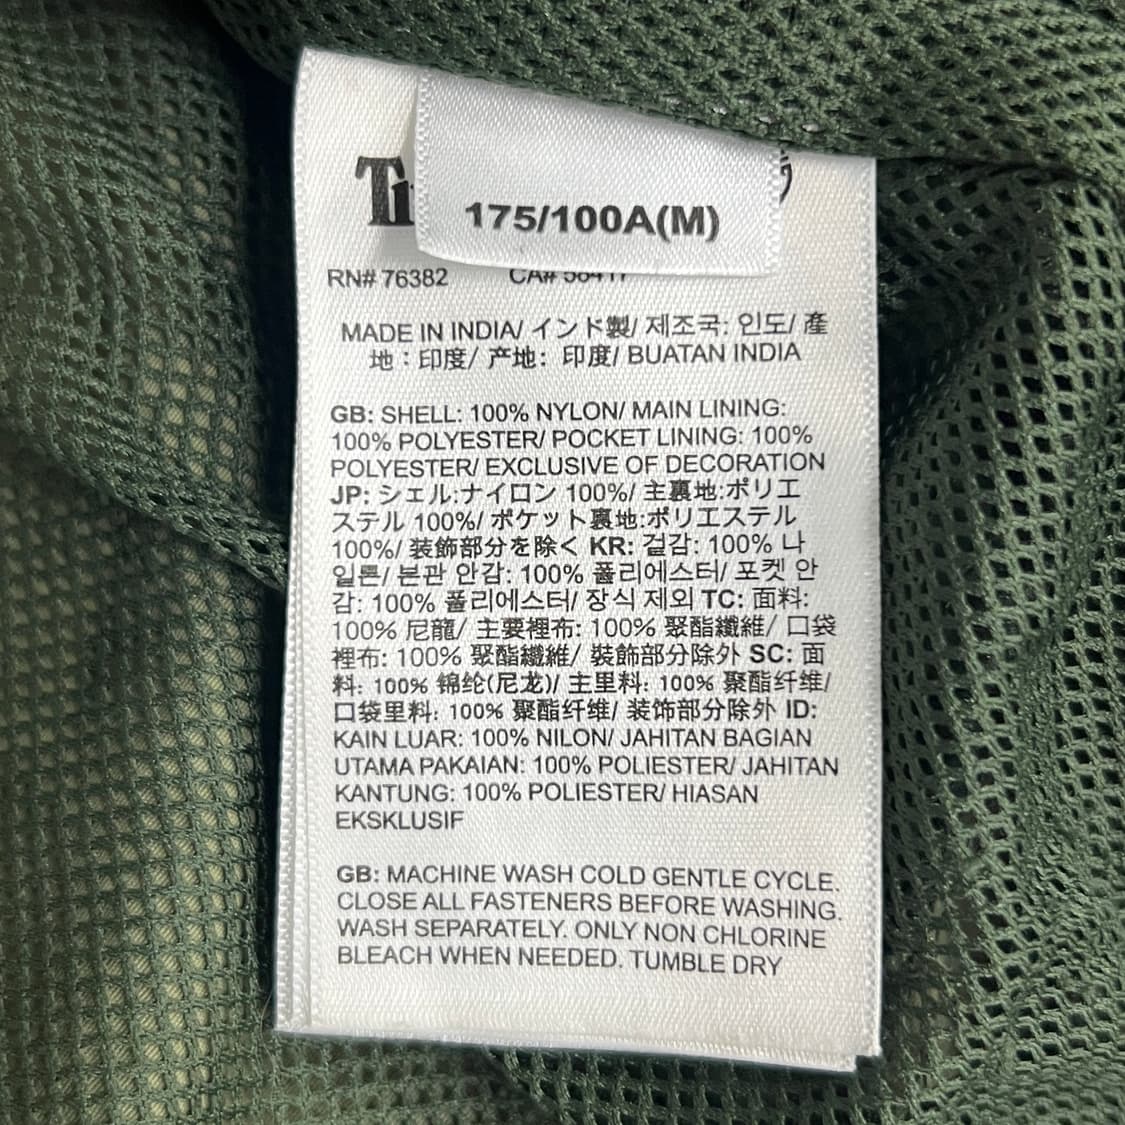 175/100A(M)
RN# 76382 CA#
MADE IN INDIA/ インド製/ 제조국: 인도/ 產
地：印度/ 产地: 印度/ BUATAN INDIA
GB: SHELL: 100% NYLON/ MAIN LINING:
100% POLYESTER/ POCKET LINING: 100%
POLYESTER/ EXCLUSIVE OF DECORATION
JP: シェル:ナイロン 100%/ 主裏地:ポリエ
ステル 100%/ ポケット裏地:ポリエステル
100%/ 装飾部分を除く KR: 겉감: 100% 나
일론/ 본판 안감: 100% 폴리에스터/ 포켓 안
감: 100% 폴리에스터/ 장식 제외 TC: 面料:
100% 尼龍/ 主要裡布: 100% 聚酯纖維/ 口袋
裡布: 100% 聚酯纖維/ 裝飾部分除外 SC: 面
料: 100% 锦纶(尼龙)/ 主里料: 100% 聚酯纤维/
口袋里料: 100% 聚酯纤维/ 装饰部分除外 ID:
KAIN LUAR: 100% NILON/ JAHITAN BAGIAN
UTAMA PAKAIAN: 100% POLIESTER/ JAHITAN
KANTUNG: 100% POLIESTER/ HIASAN
EKSKLUSIF
GB: MACHINE WASH COLD GENTLE CYCLE.
CLOSE ALL FASTENERS BEFORE WASHING.
WASH SEPARATELY. ONLY NON CHLORINE
BLEACH WHEN NEEDED. TUMBLE DRY